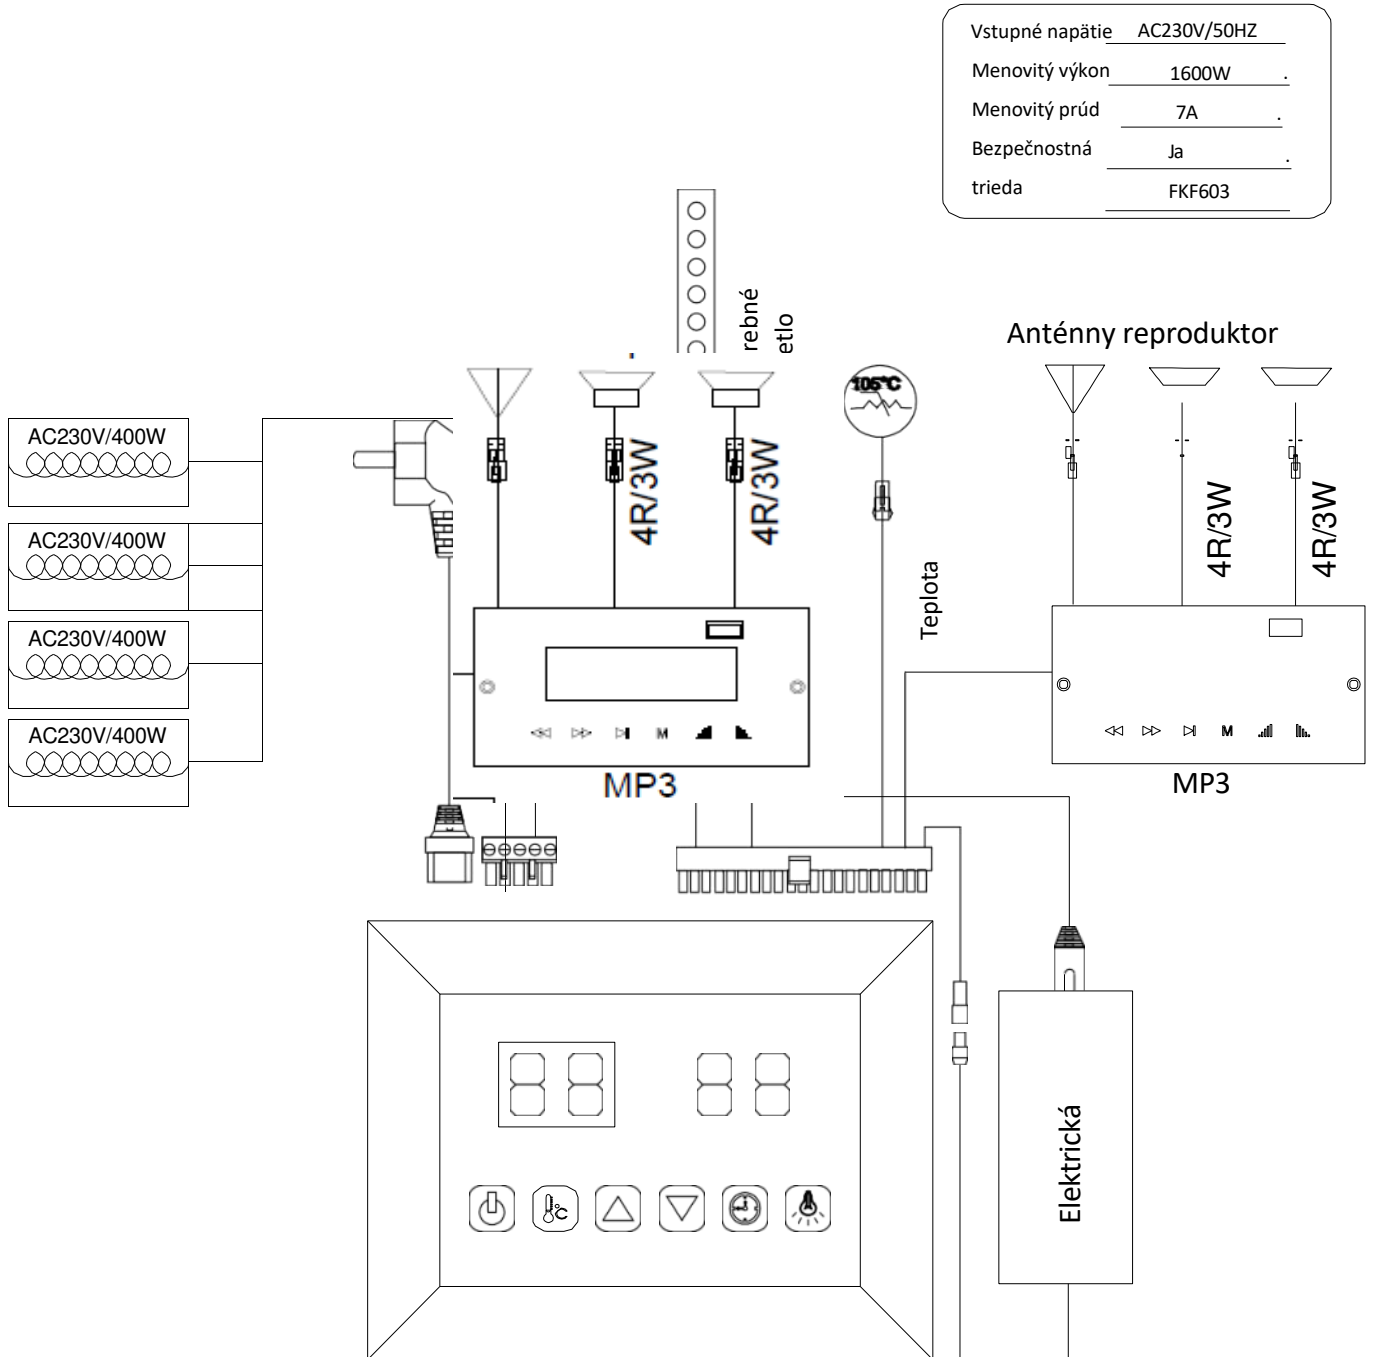 Vstupné napätie AC230V/50HZ
Menovitý výkon 1600W .
Menovitý prúd 7A .
Bezpečnostná Ja .
trieda FKF603
rebné
etlo
Anténny reproduktor
105°C
AC230V/400W
AC230V/400W
AC230V/400W
AC230V/400W
4R/3W
4R/3W
Teplota
4R/3W
4R/3W
M
MP3
M
MP3
°C
Elektrická